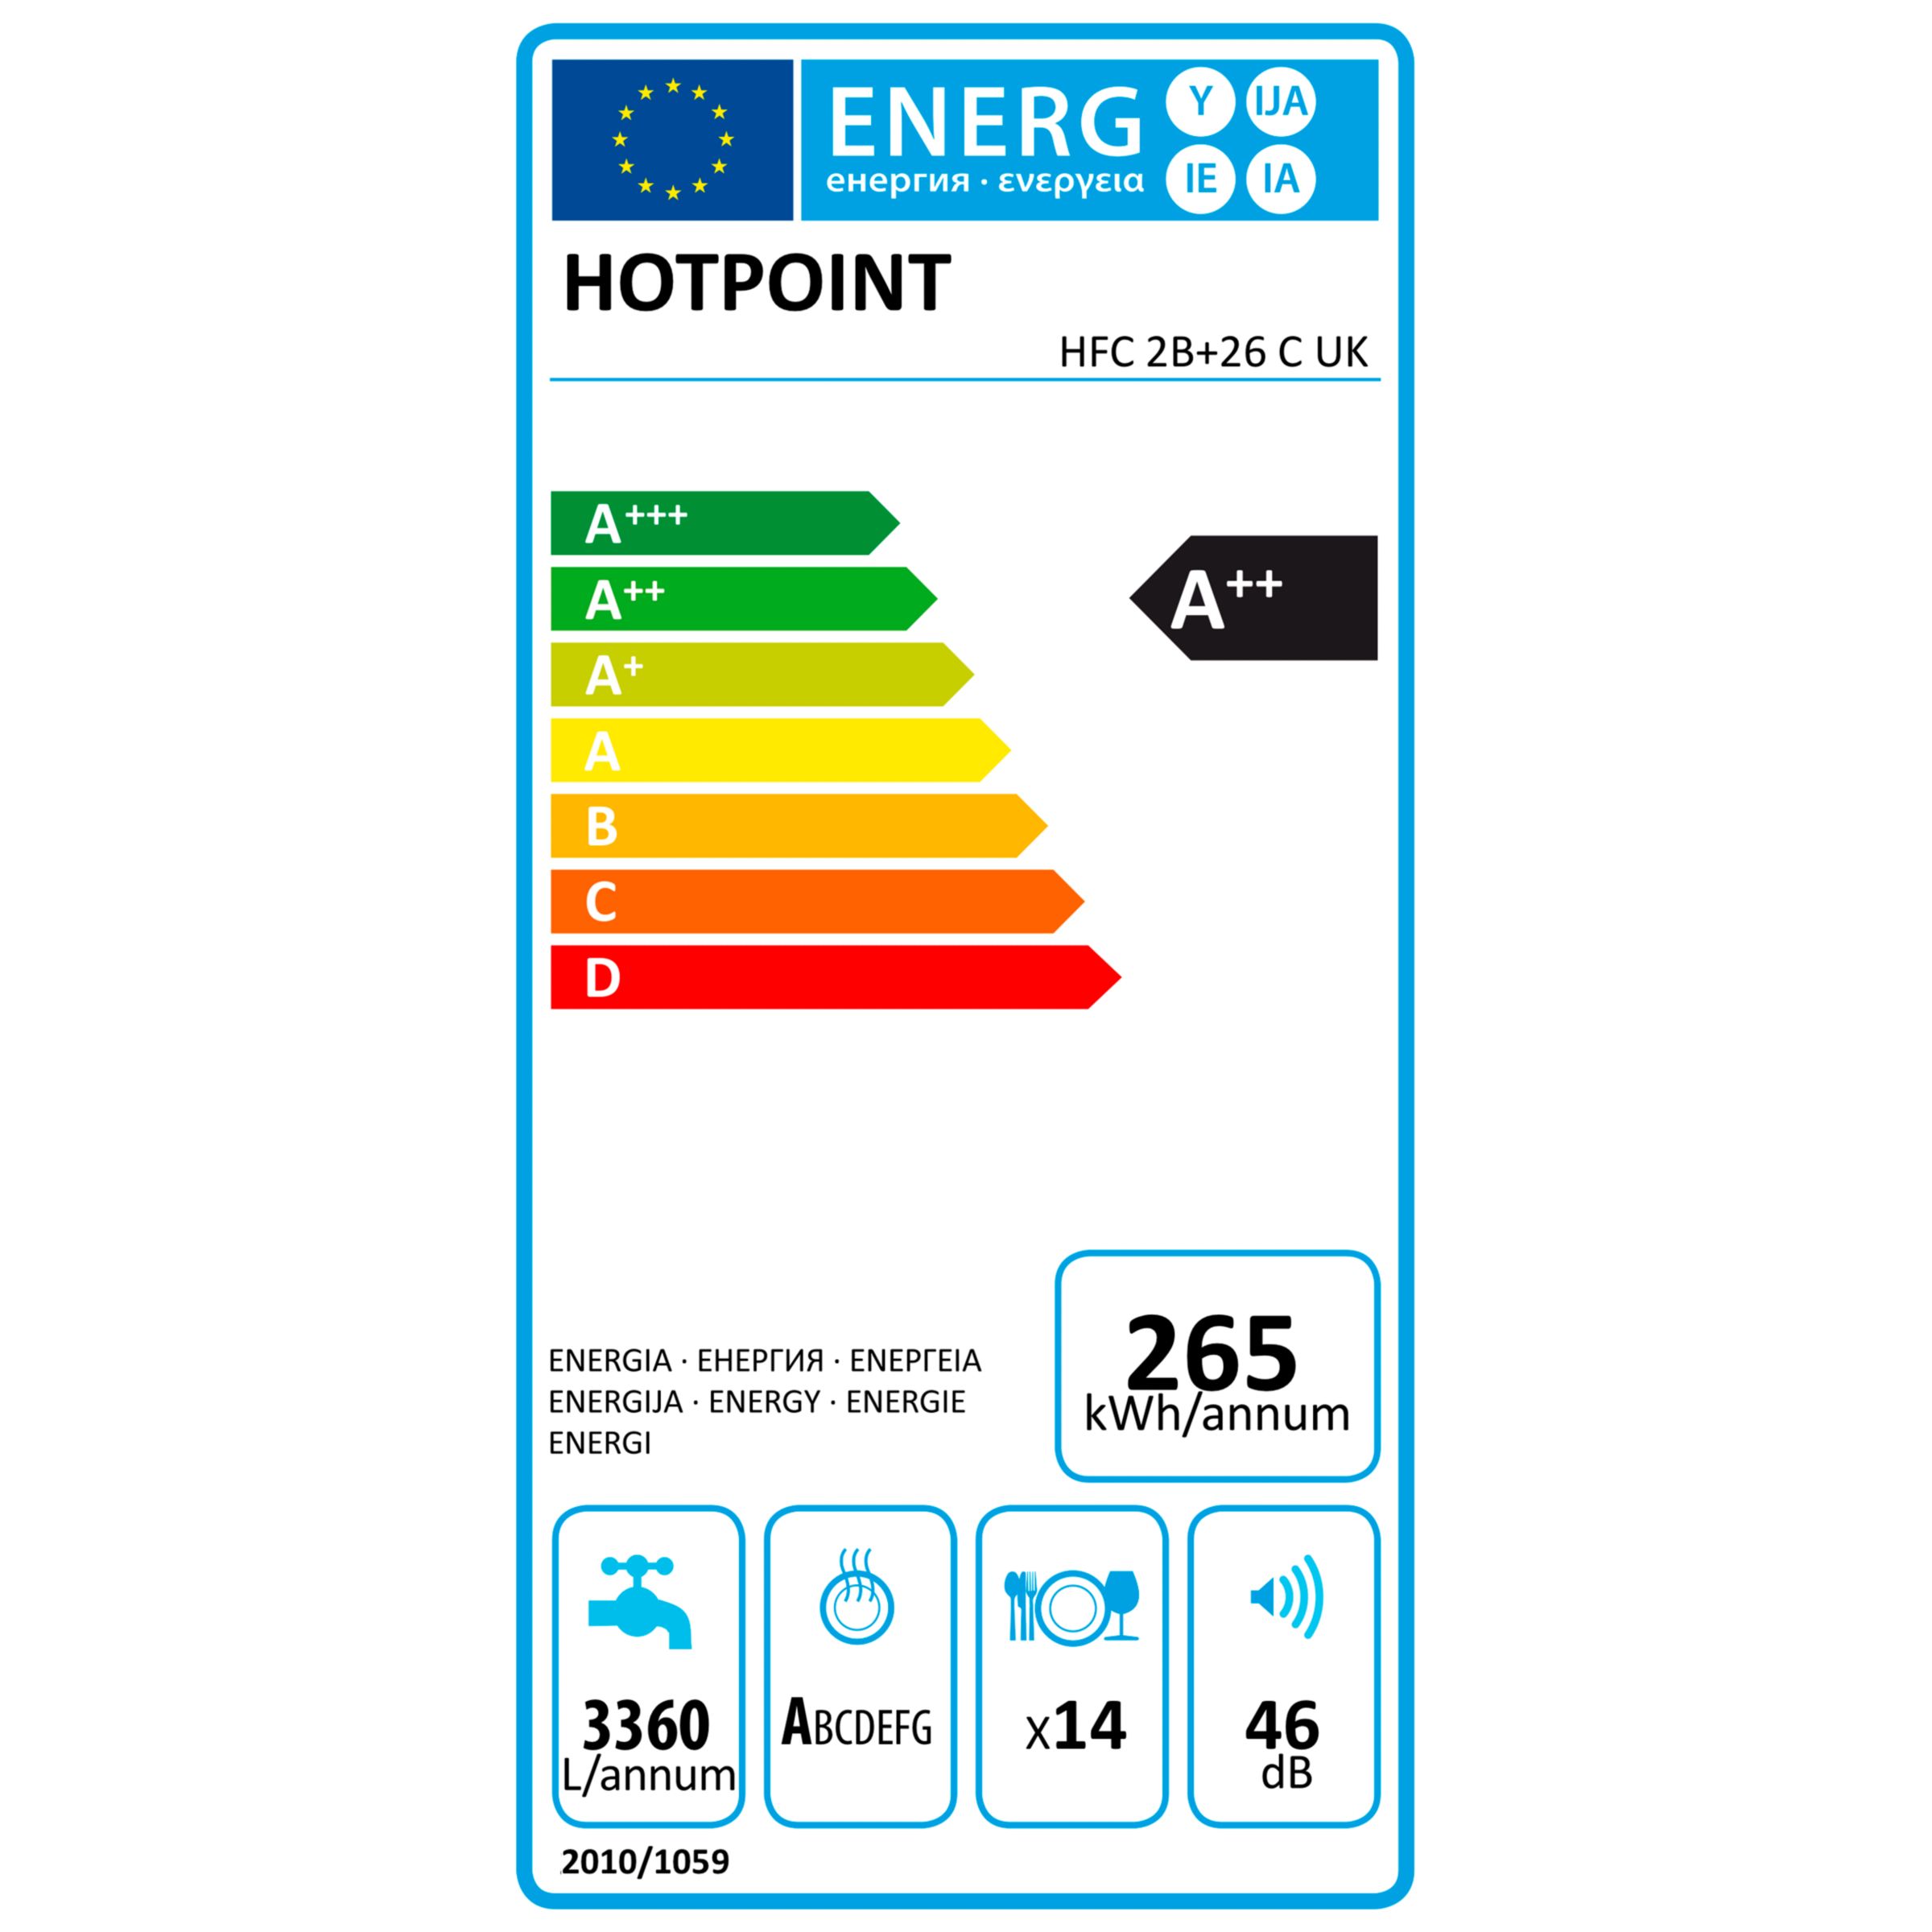 ENERG Y IJA
енергия · ενεργεια IE IA
HOTPOINT
HFC 2B+26 C UK
A+++
A++
A++
A+
A
B
C
D
265
kWh/annum
ENERGIA · ЕНЕРГИЯ · ΕΝΕΡΓΕΙΑ
ENERGIJA · ENERGY · ENERGIE
ENERGI
3360
L/annum
ABCDEFG
x14
46
dB
2010/1059